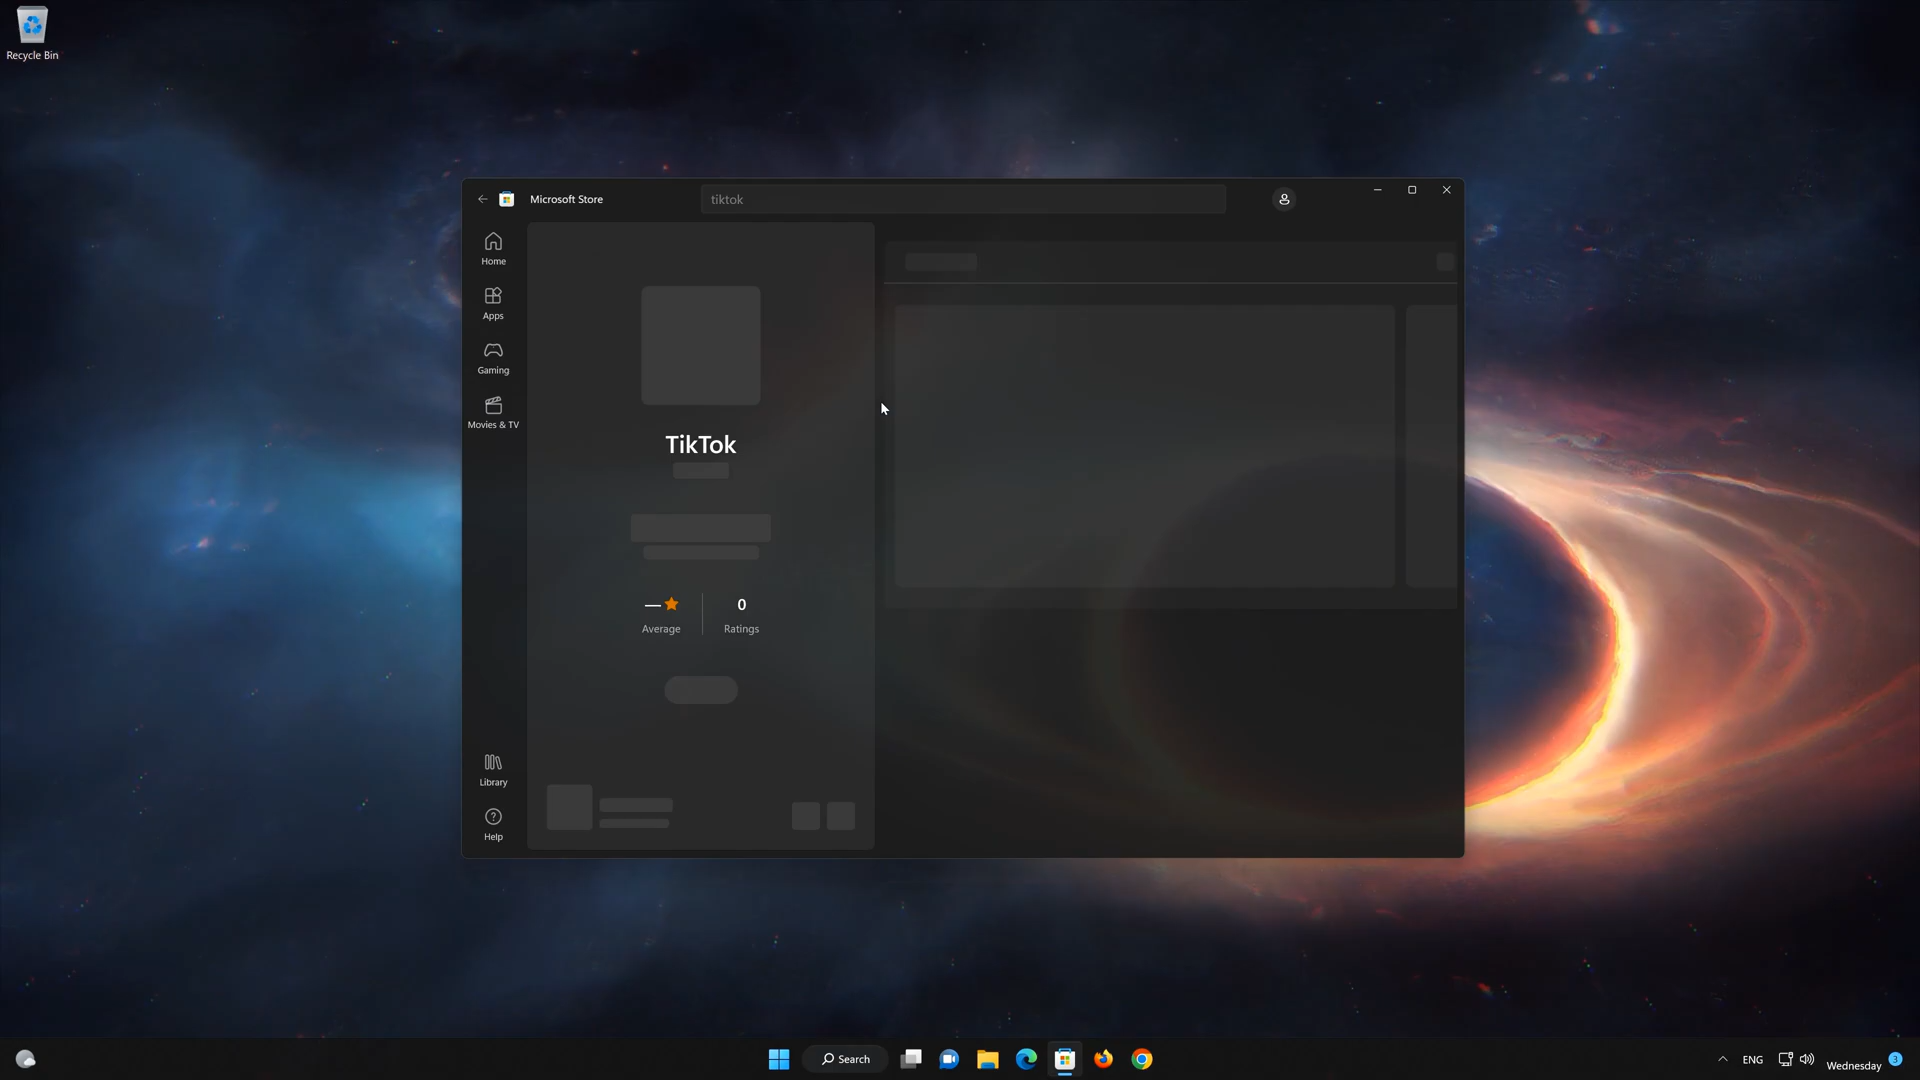 Recycle Bin
Microsoft Store
tiktok
Home
Apps
Gaming
Movies & TV
TikTok
—
0
Average
Ratings
Library
Help
Search
ENG
Wednesday
3